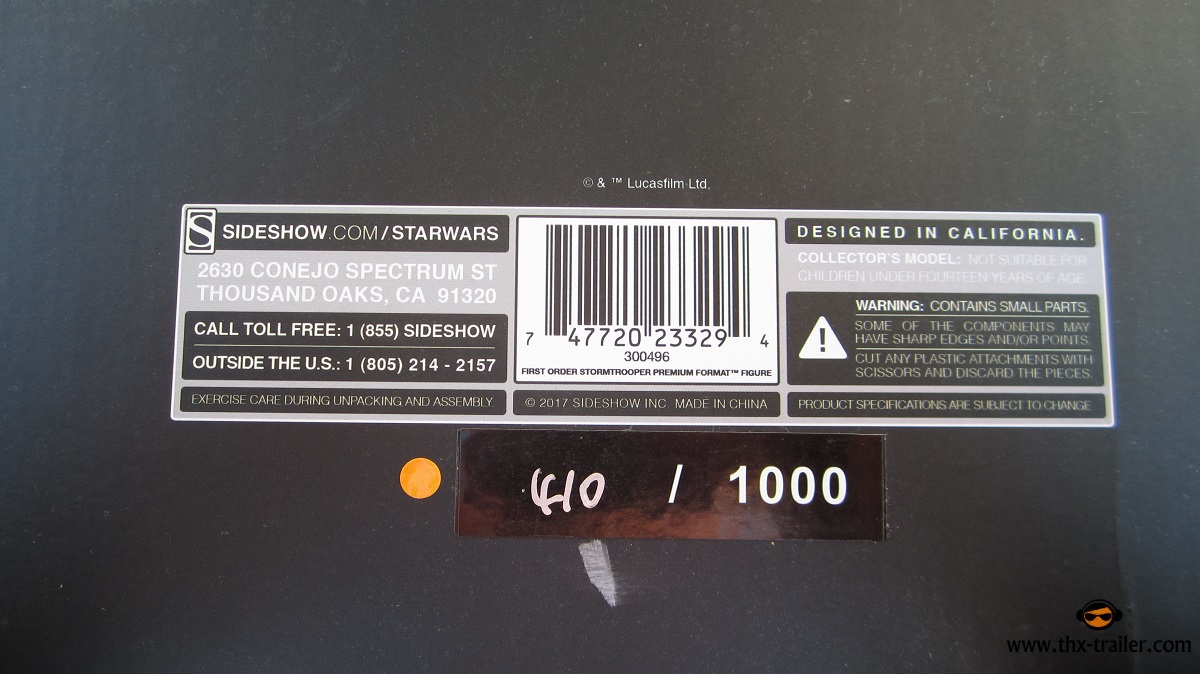 © & ™ Lucasfilm Ltd.
S SIDESHOW.COM/STARWARS
2630 CONEJO SPECTRUM ST
THOUSAND OAKS, CA 91320
CALL TOLL FREE: 1 (855) SIDESHOW
OUTSIDE THE U.S.: 1 (805) 214 - 2157
EXERCISE CARE DURING UNPACKING AND ASSEMBLY
7 47720 23329 4
300496
FIRST ORDER STORMTROOPER PREMIUM FORMAT™ FIGURE
© 2017 SIDESHOW INC. MADE IN CHINA
DESIGNED IN CALIFORNIA.
COLLECTOR'S MODEL: NOT SUITABLE FOR
CHILDREN UNDER FOURTEEN YEARS OF AGE.
WARNING: CONTAINS SMALL PARTS.
SOME OF THE COMPONENTS MAY
HAVE SHARP EDGES AND/OR POINTS.
CUT ANY PLASTIC ATTACHMENTS WITH
SCISSORS AND DISCARD THE PIECES.
PRODUCT SPECIFICATIONS ARE SUBJECT TO CHANGE.
410 / 1000
www.thx-trailer.com